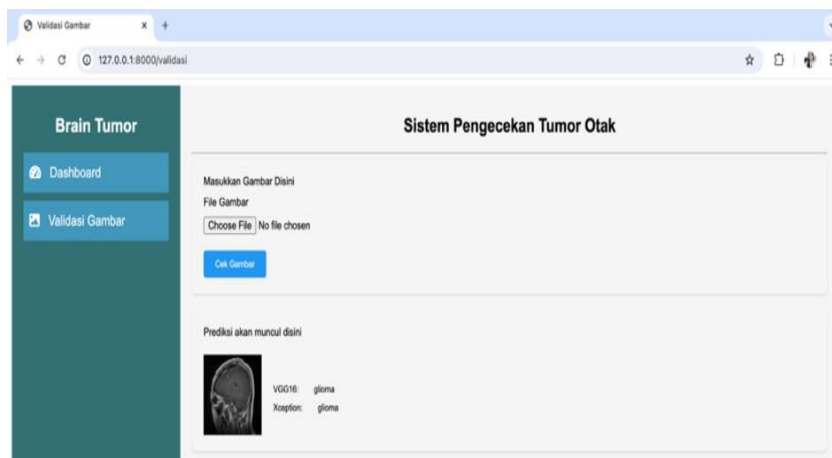 Validasi Gambar
127.0.0.1:8000/validasi
Brain Tumor
Dashboard
Validasi Gambar
Sistem Pengecekan Tumor Otak
Masukkan Gambar Disini
File Gambar
Choose File No file chosen
Cek Gambar
Prediksi akan muncul disini
VGG16: glioma
Xception: glioma